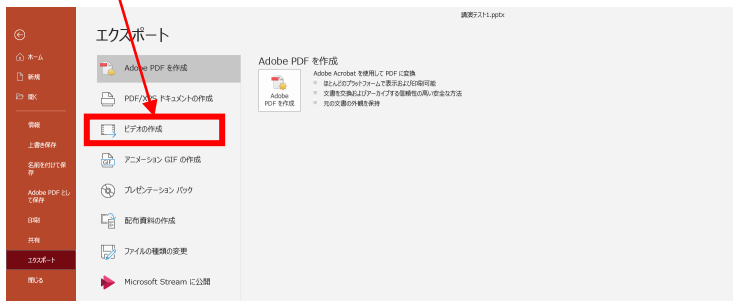 講演テスト1.pptx
エクスポート
ホーム
新規
開く
情報
上書き保存
名前を付けて保
存
Adobe PDF とし
て保存
印刷
共有
エクスポート
閉じる
Adobe PDF を作成
PDF/XPS ドキュメントの作成
ビデオの作成
アニメーション GIF の作成
プレゼンテーション パック
配布資料の作成
ファイルの種類の変更
Microsoft Stream に公開
Adobe PDF を作成
Adobe
PDF を作成
Adobe Acrobat を使用して PDF に変換
ほとんどのプラットフォームで表示および印刷可能
文書を交換およびアーカイブする信頼性の高い安全な方法
元の文書の外観を保持